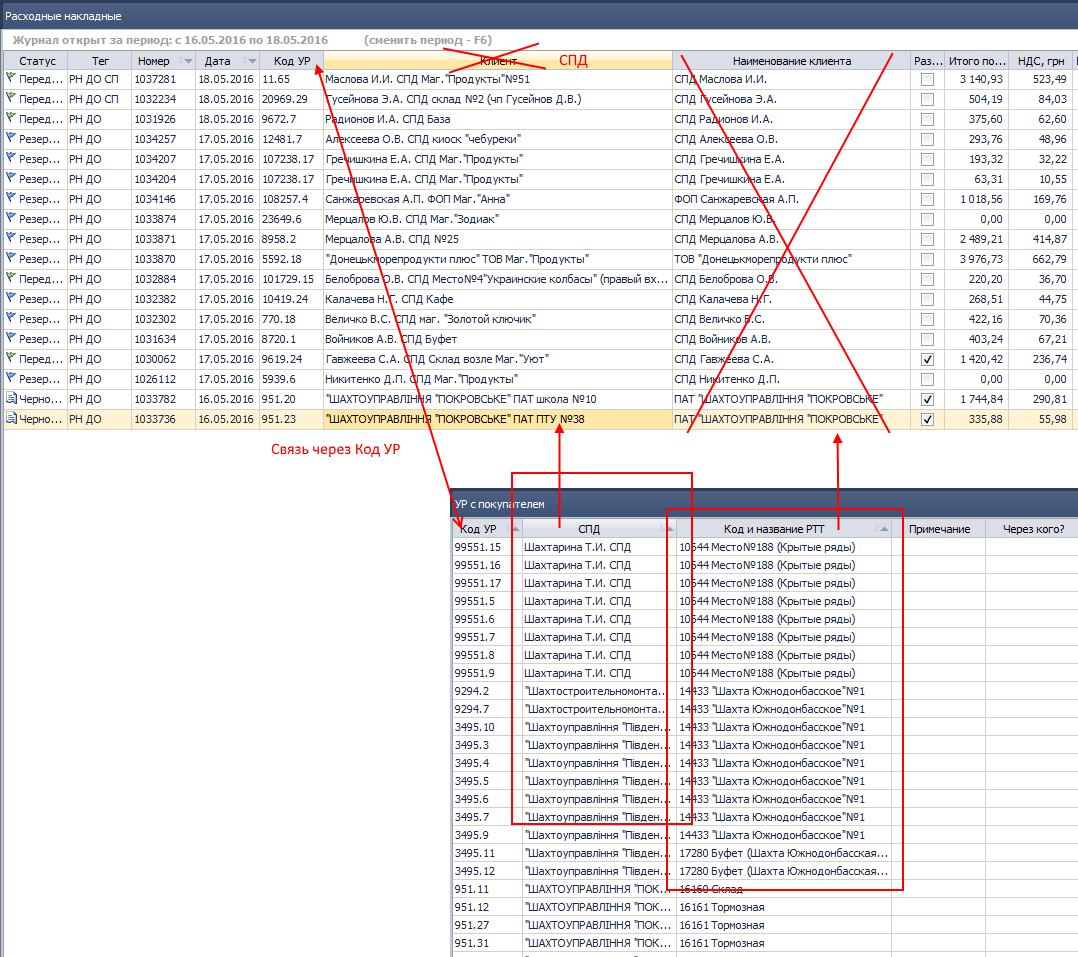 Расходные накладные
Журнал открыт за период: с 16.05.2016 по 18.05.2016 (сменить период - F6)
Статус Тег Номер Дата Код УР Клиент СПД Наименование клиента Раз... Итого по... НДС, грн
Перед... РН ДО СП 1037281 18.05.2016 11.65 Маслова И.И. СПД Маг."Продукты"№51 СПД Маслова И.И. 3 140,93 523,49
Перед... РН ДО СП 1032234 18.05.2016 20969.29 Гусейнова Э.А. СПД склад №2 (чп Гусейнов Д.В.) СПД Гусейнова Э.А. 504,19 84,03
Перед... РН ДО 1031926 18.05.2016 9672.7 Радионов И.А. СПД База СПД Радионов И.А. 375,60 62,60
Резер... РН ДО 1034257 17.05.2016 12481.7 Алексеева О.В. СПД киоск "чебуреки" СПД Алексеева О.В. 293,76 48,96
Резер... РН ДО 1034207 17.05.2016 107238.17 Гречишкина Е.А. СПД Маг."Продукты" СПД Гречишкина Е.А. 193,32 32,22
Резер... РН ДО 1034204 17.05.2016 107238.17 Гречишкина Е.А. СПД Маг."Продукты" СПД Гречишкина Е.А. 63,31 10,55
Резер... РН ДО 1034146 17.05.2016 108257.4 Санжаревская А.П. ФОП Маг."Анна" ФОП Санжаревская А.П. 1 018,56 169,76
Резер... РН ДО 1033874 17.05.2016 23649.6 Мерцалов Ю.В. СПД Маг."Зодиак" СПД Мерцалов Ю.В. 0,00 0,00
Резер... РН ДО 1033871 17.05.2016 8958.2 Мерцалова А.В. СПД №25 СПД Мерцалова А.В. 2 489,21 414,87
Резер... РН ДО 1033870 17.05.2016 5592.18 "Донецькморепродукти плюс" ТОВ Маг."Продукты" ТОВ "Донецькморепродукти плюс" 3 976,73 662,79
Перед... РН ДО 1032884 17.05.2016 101729.15 Белоброва О.В. СПД Место№4"Украинские колбасы" (правый вх... СПД Белоброва О.В. 220,20 36,70
Резер... РН ДО 1032382 17.05.2016 10419.24 Калачева Н.Г. СПД Кафе СПД Калачева Н.Г. 268,51 44,75
Резер... РН ДО 1032302 17.05.2016 770.18 Величко В.С. СПД маг. "Золотой ключик" СПД Величко В.С. 422,16 70,36
Резер... РН ДО 1031634 17.05.2016 8720.1 Войников А.В. СПД Буфет СПД Войников А.В. 403,24 67,21
Перед... РН ДО 1030062 17.05.2016 9619.24 Гавжеева С.А. СПД Склад возле Маг."Уют" СПД Гавжеева С.А. 1 420,42 236,74
Резер... РН ДО 1026112 17.05.2016 5939.6 Никитенко Д.П. СПД Маг."Продукты" СПД Никитенко Д.П. 0,00 0,00
Черно... РН ДО 1033782 16.05.2016 951.20 "ШАХТОУПРАВЛІННЯ "ПОКРОВСЬКЕ" ПАТ школа №10 ПАТ "ШАХТОУПРАВЛІННЯ "ПОКРОВСЬКЕ" 1 744,84 290,81
Черно... РН ДО 1033736 16.05.2016 951.23 "ШАХТОУПРАВЛІННЯ "ПОКРОВСЬКЕ" ПАТ ПТУ №38 ПАТ "ШАХТОУПРАВЛІННЯ "ПОКРОВСЬКЕ" 335,88 55,98
Связь через Код УР
УР с покупателем
Код УР СПД Код и название РТТ Примечание Через кого?
99551.15 Шахтарина Т.И. СПД 10644 Место№188 (Крытые ряды)
99551.16 Шахтарина Т.И. СПД 10644 Место№188 (Крытые ряды)
99551.17 Шахтарина Т.И. СПД 10644 Место№188 (Крытые ряды)
99551.5 Шахтарина Т.И. СПД 10644 Место№188 (Крытые ряды)
99551.6 Шахтарина Т.И. СПД 10644 Место№188 (Крытые ряды)
99551.7 Шахтарина Т.И. СПД 10644 Место№188 (Крытые ряды)
99551.8 Шахтарина Т.И. СПД 10644 Место№188 (Крытые ряды)
99551.9 Шахтарина Т.И. СПД 10644 Место№188 (Крытые ряды)
9294.2 "Шахтостроительномонта... 14433 "Шахта Южнодонбасское"№1
9294.7 "Шахтостроительномонта... 14433 "Шахта Южнодонбасское"№1
3495.10 "Шахтоуправління "Півден... 14433 "Шахта Южнодонбасское"№1
3495.3 "Шахтоуправління "Півден... 14433 "Шахта Южнодонбасское"№1
3495.4 "Шахтоуправління "Півден... 14433 "Шахта Южнодонбасское"№1
3495.5 "Шахтоуправління "Півден... 14433 "Шахта Южнодонбасское"№1
3495.6 "Шахтоуправління "Півден... 14433 "Шахта Южнодонбасское"№1
3495.7 "Шахтоуправління "Півден... 14433 "Шахта Южнодонбасское"№1
3495.9 "Шахтоуправління "Півден... 14433 "Шахта Южнодонбасское"№1
3495.11 "Шахтоуправління "Півден... 17280 Буфет (Шахта Южнодонбасская...
3495.12 "Шахтоуправління "Півден... 17280 Буфет (Шахта Южнодонбасская...
951.11 "ШАХТОУПРАВЛІННЯ "ПОК... 16160 Склад
951.12 "ШАХТОУПРАВЛІННЯ "ПОК... 16161 Тормозная
951.27 "ШАХТОУПРАВЛІННЯ "ПОК... 16161 Тормозная
951.31 "ШАХТОУПРАВЛІННЯ "ПОК... 16161 Тормозная